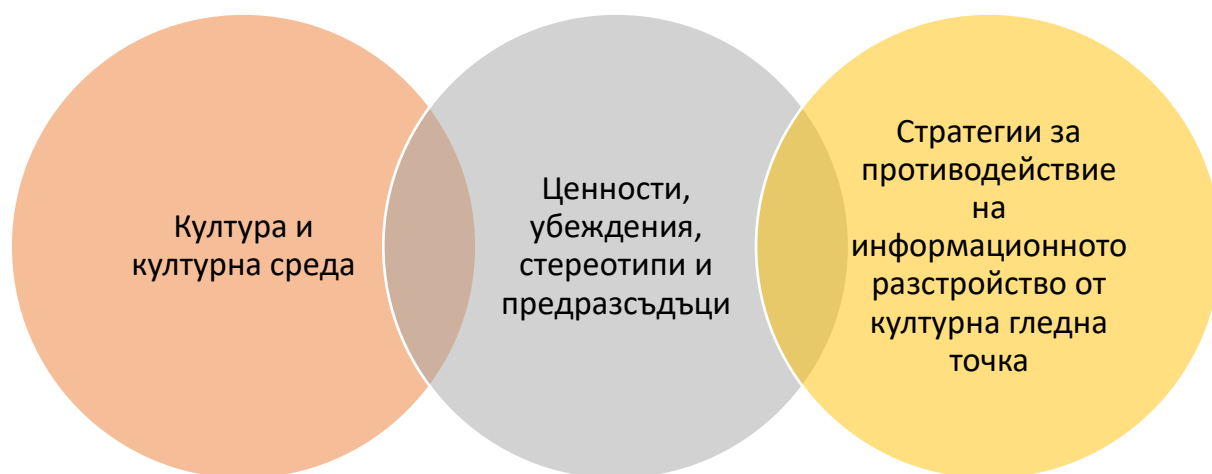 Култура и
културна среда
Ценности,
убеждения,
стереотипи и
предразсъдъци
Стратегии за
противодействие
на
информационното
разстройство от
културна гледна
точка